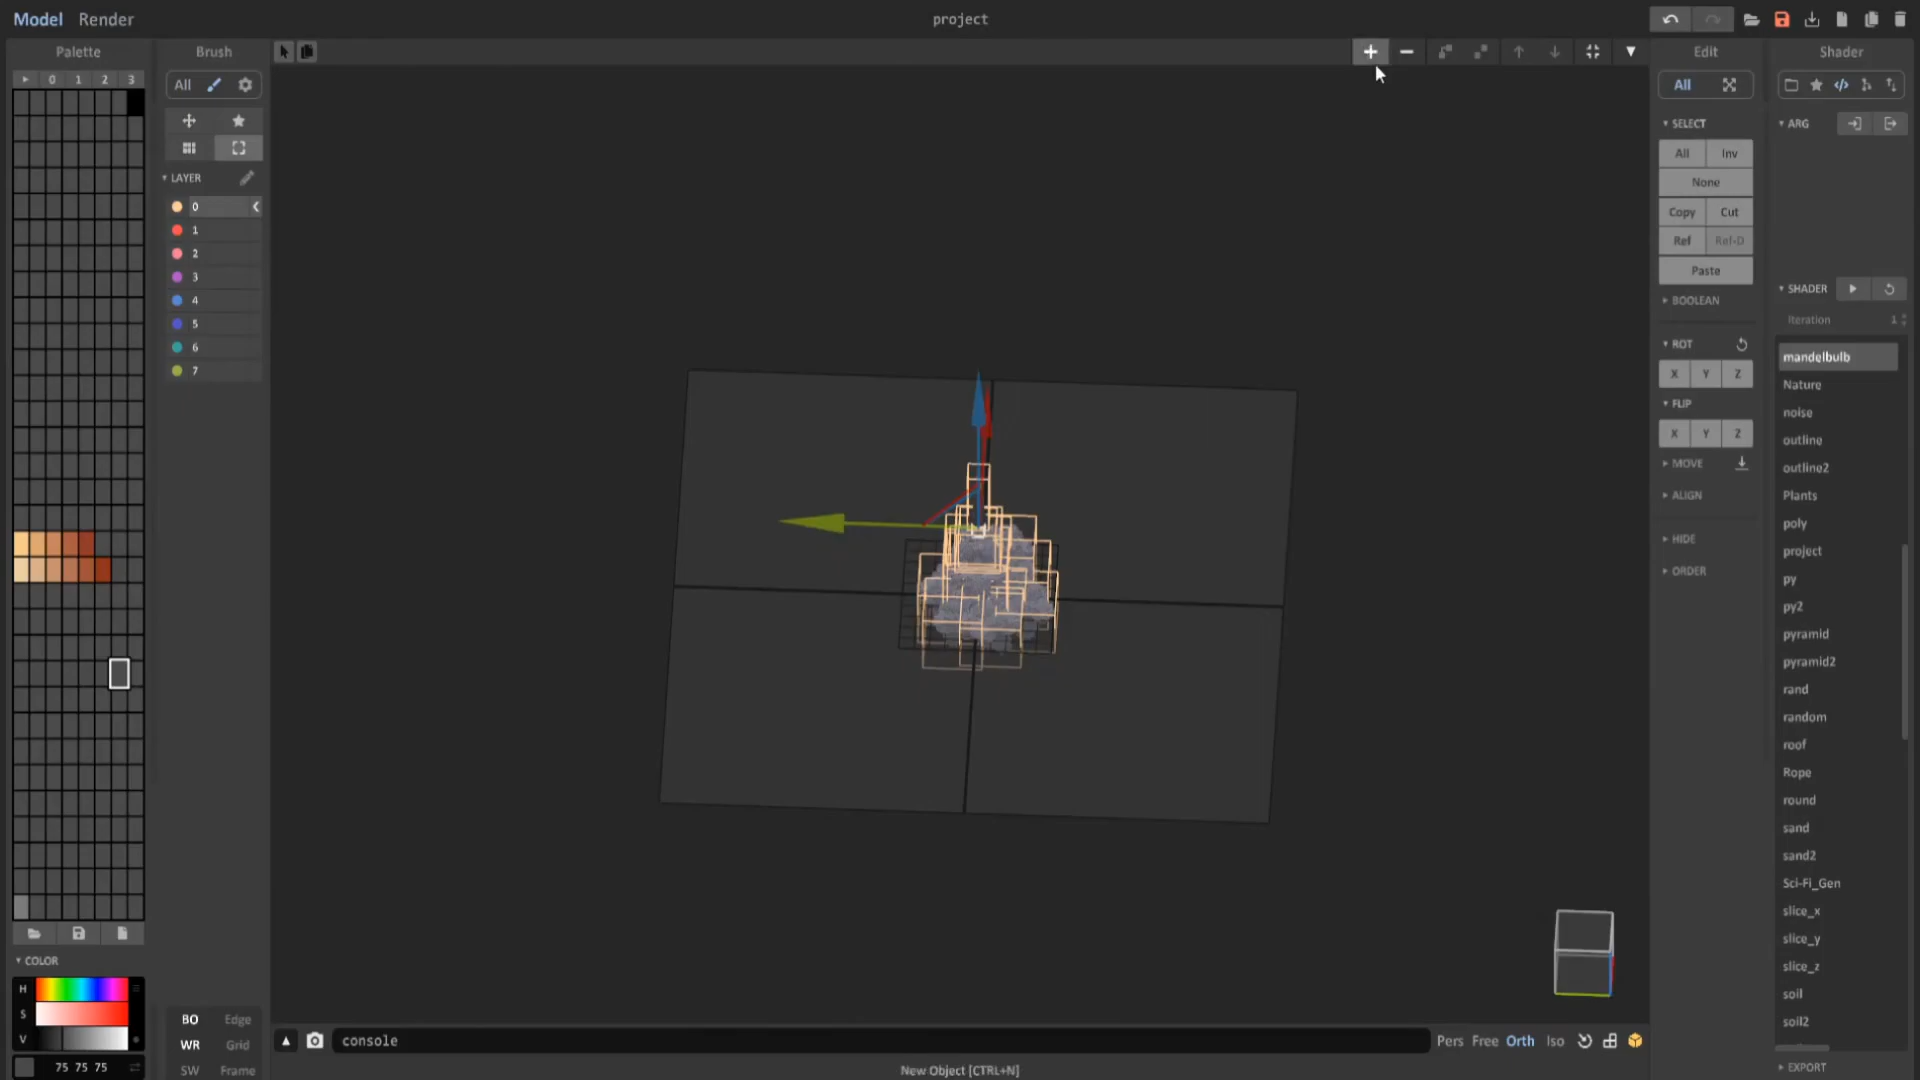 Model Render
project
Palette
Brush
Edit
Shader
0 1 2 3
All
All
SELECT
ARG
All Inv
None
Copy Cut
Ref Ref-D
Paste
BOOLEAN
LAYER
0
1
2
3
4
5
6
7
SHADER
Iteration 1
ROT
X Y Z
FLIP
X Y Z
MOVE
ALIGN
HIDE
ORDER
mandelbulb
Nature
noise
outline
outline2
Plants
poly
project
py
py2
pyramid
pyramid2
rand
random
roof
Rope
round
sand
sand2
Sci-Fi_Gen
slice_x
slice_y
slice_z
soil
soil2
EXPORT
COLOR
H
S
V
75 75 75
BO Edge
WR Grid
SW Frame
console
Pers Free Orth Iso
New Object [CTRL+N]